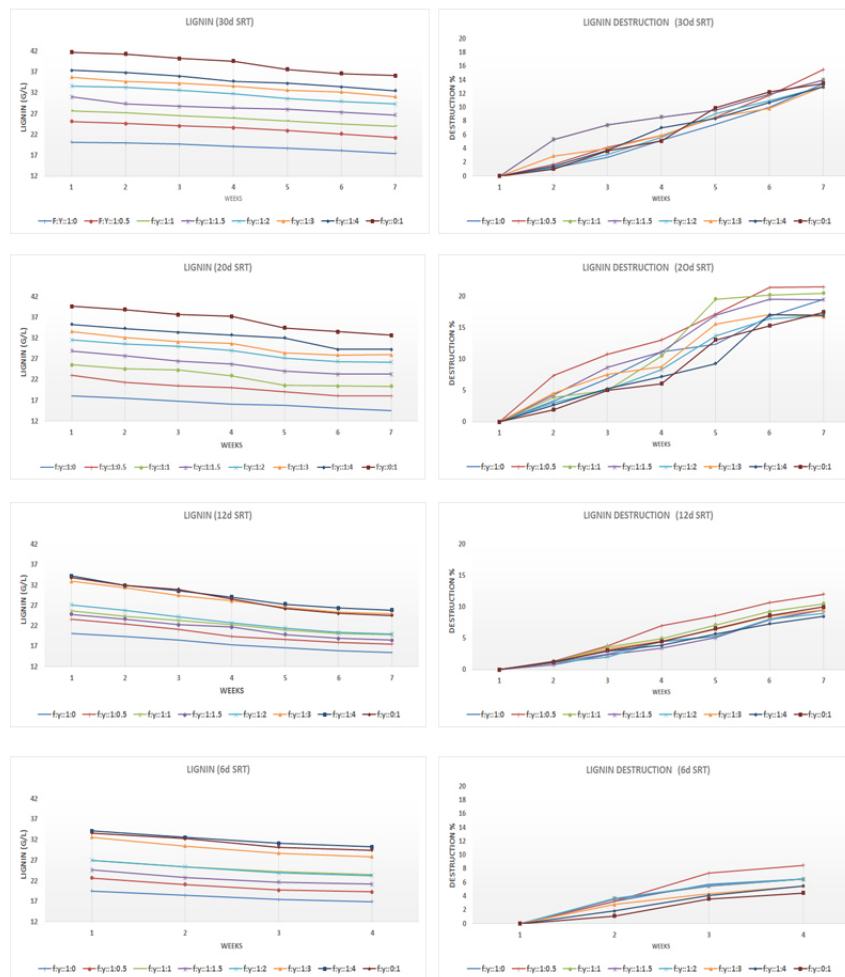 LIGNIN (30d SRT)
LIGNIN (G/L)
42
37
32
27
22
17
12
1 2 3 4 5 6 7
WEEKS
F:Y::1:0 F:Y::1:0.5 f:y::1:1 f:y::1:1.5 f:y::1:2 f:y::1:3 f:y::1:4 f:y::0:1
LIGNIN DESTRUCTION (30d SRT)
DESTRUCTION %
20
18
16
14
12
10
8
6
4
2
0
1 2 3 4 5 6 7
WEEKS
f:y::1:0 f:y::1:0.5 f:y::1:1 f:y::1:1.5 f:y::1:2 f:y::1:3 f:y::1:4 f:y::0:1
LIGNIN (20d SRT)
LIGNIN (G/L)
42
37
32
27
22
17
12
1 2 3 4 5 6 7
WEEKS
f:y::1:0 f:y::1:0.5 f:y::1:1 f:y::1:1.5 f:y::1:2 f:y::1:3 f:y::1:4 f:y::0:1
LIGNIN DESTRUCTION (20d SRT)
DESTRUCTION %
20
15
10
5
0
1 2 3 4 5 6 7
WEEKS
f:y::1:0 f:y::1:0.5 f:y::1:1 f:y::1:1.5 f:y::1:2 f:y::1:3 f:y::1:4 f:y::0:1
LIGNIN (12d SRT)
LIGNIN (G/L)
42
37
32
27
22
17
12
1 2 3 4 5 6 7
WEEKS
f:y::1:0 f:y::1:0.5 f:y::1:1 f:y::1:1.5 f:y::1:2 f:y::1:3 f:y::1:4 f:y::0:1
LIGNIN DESTRUCTION (12d SRT)
DESTRUCTION %
20
15
10
5
0
1 2 3 4 5 6 7
WEEKS
f:y::1:0 f:y::1:0.5 f:y::1:1 f:y::1:1.5 f:y::1:2 f:y::1:3 f:y::1:4 f:y::0:1
LIGNIN (6d SRT)
LIGNIN (G/L)
42
37
32
27
22
17
12
1 2 3 4
WEEKS
f:y::1:0 f:y::1:0.5 f:y::1:1 f:y::1:1.5 f:y::1:2 f:y::1:3 f:y::1:4 f:y::0:1
LIGNIN DESTRUCTION (6d SRT)
DESTRUCTION %
20
18
16
14
12
10
8
6
4
2
0
1 2 3 4
WEEKS
f:y::1:0 f:y::1:0.5 f:y::1:1 f:y::1:1.5 f:y::1:2 f:y::1:3 f:y::1:4 f:y::0:1